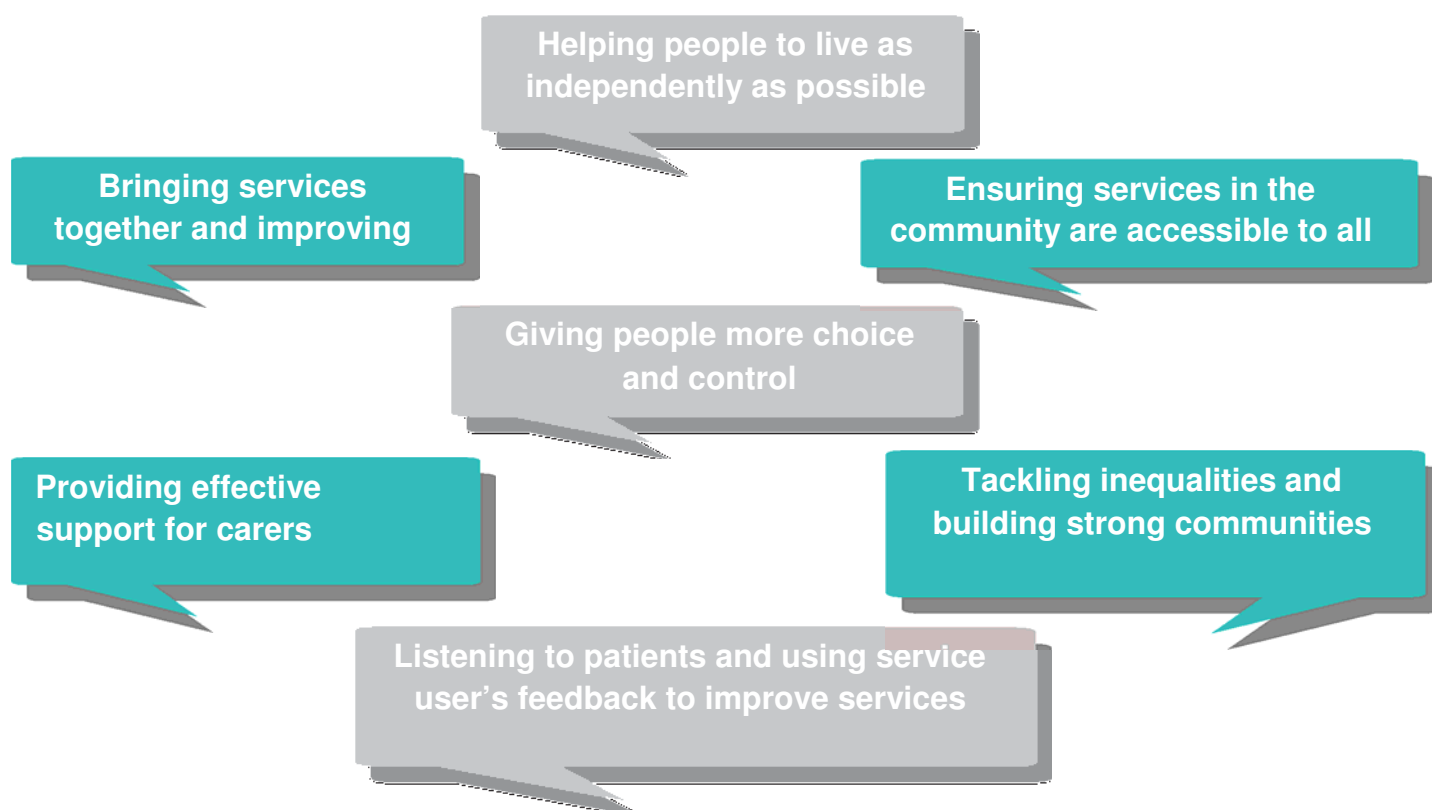 Helping people to live as
independently as possible
Bringing services
together and improving
Ensuring services in the
community are accessible to all
Giving people more choice
and control
Providing effective
support for carers
Tackling inequalities and
building strong communities
Listening to patients and using service
user’s feedback to improve services